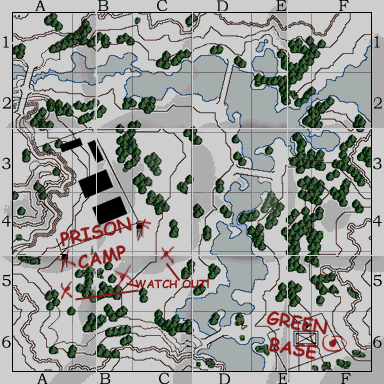 A B C D E F
1 1
2 2
3 3
PRISON
4 4
CAMP
5 WATCH OUT! 5
GREEN
6 BASE 6
A B C D E F